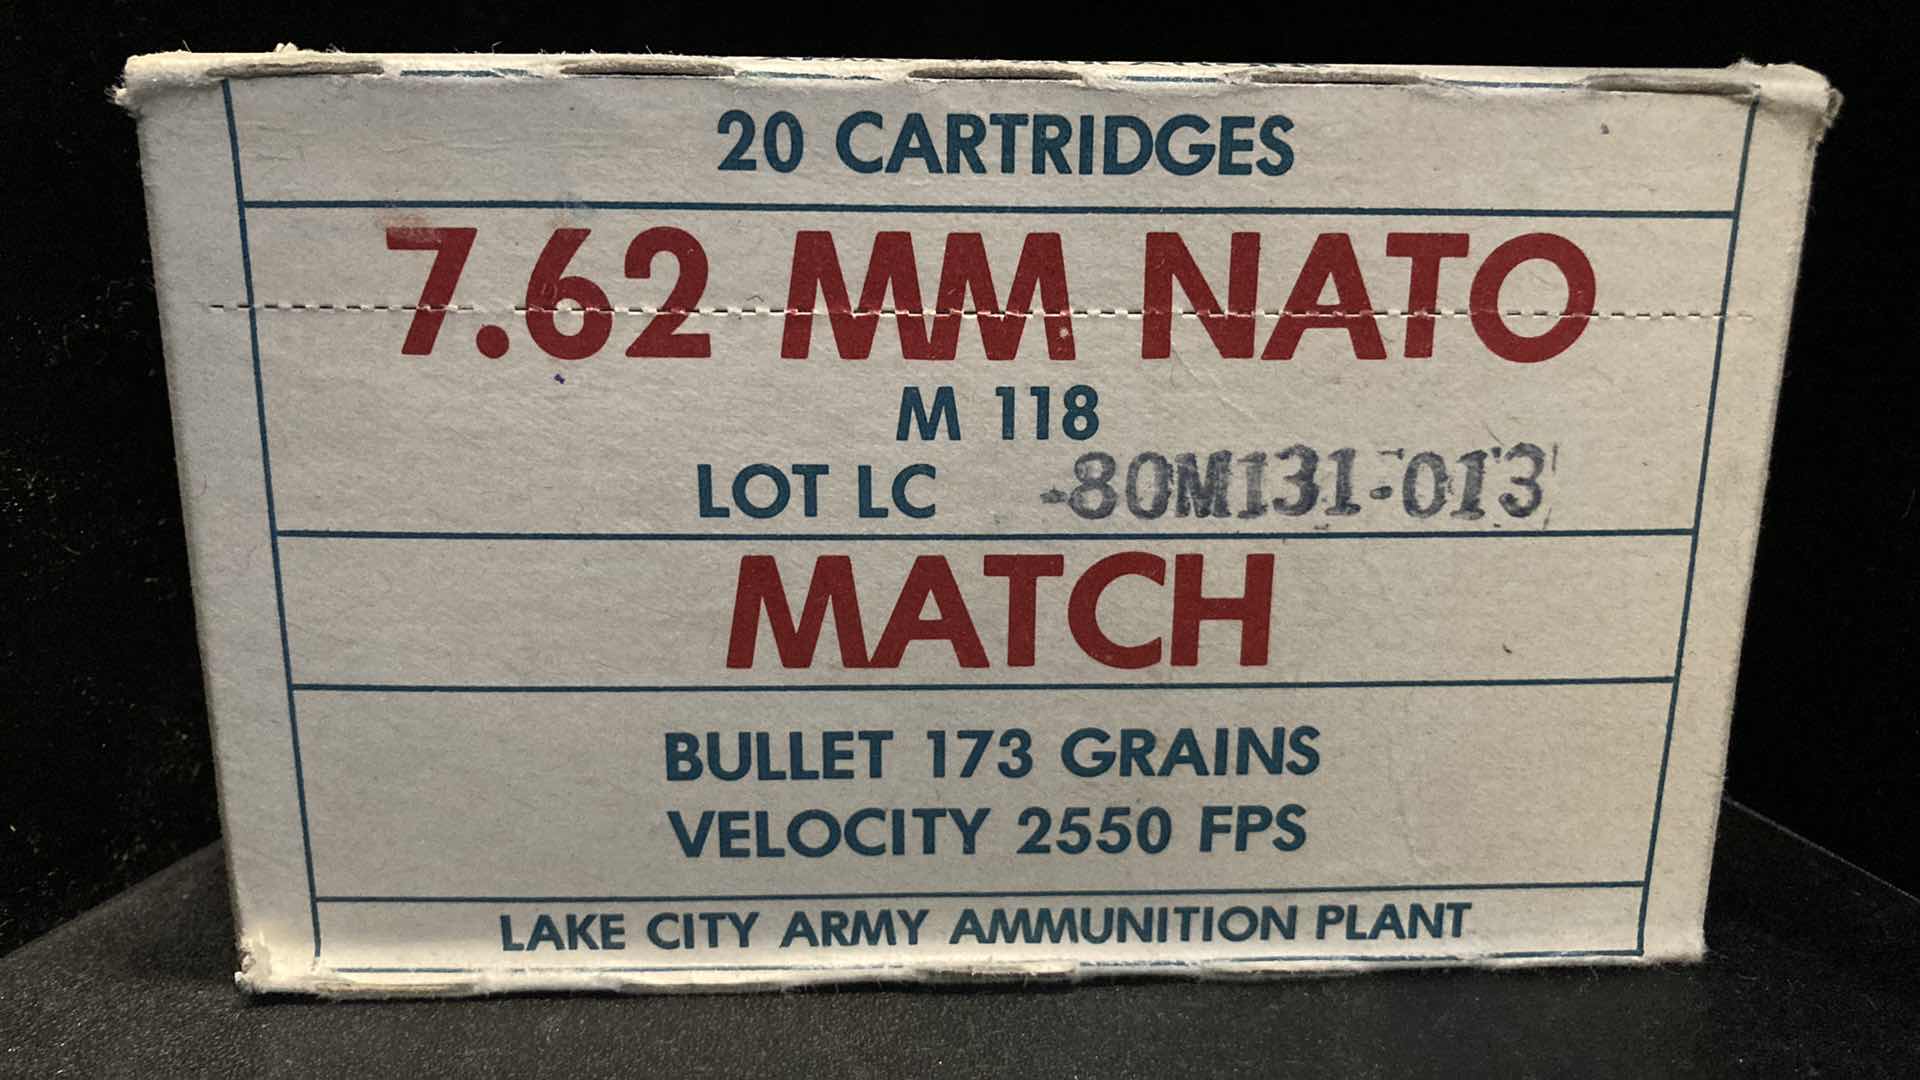 20 CARTRIDGES
7.62 MM NATO
M 118
LOT LC -80M131-013
MATCH
BULLET 173 GRAINS
VELOCITY 2550 FPS
LAKE CITY ARMY AMMUNITION PLANT